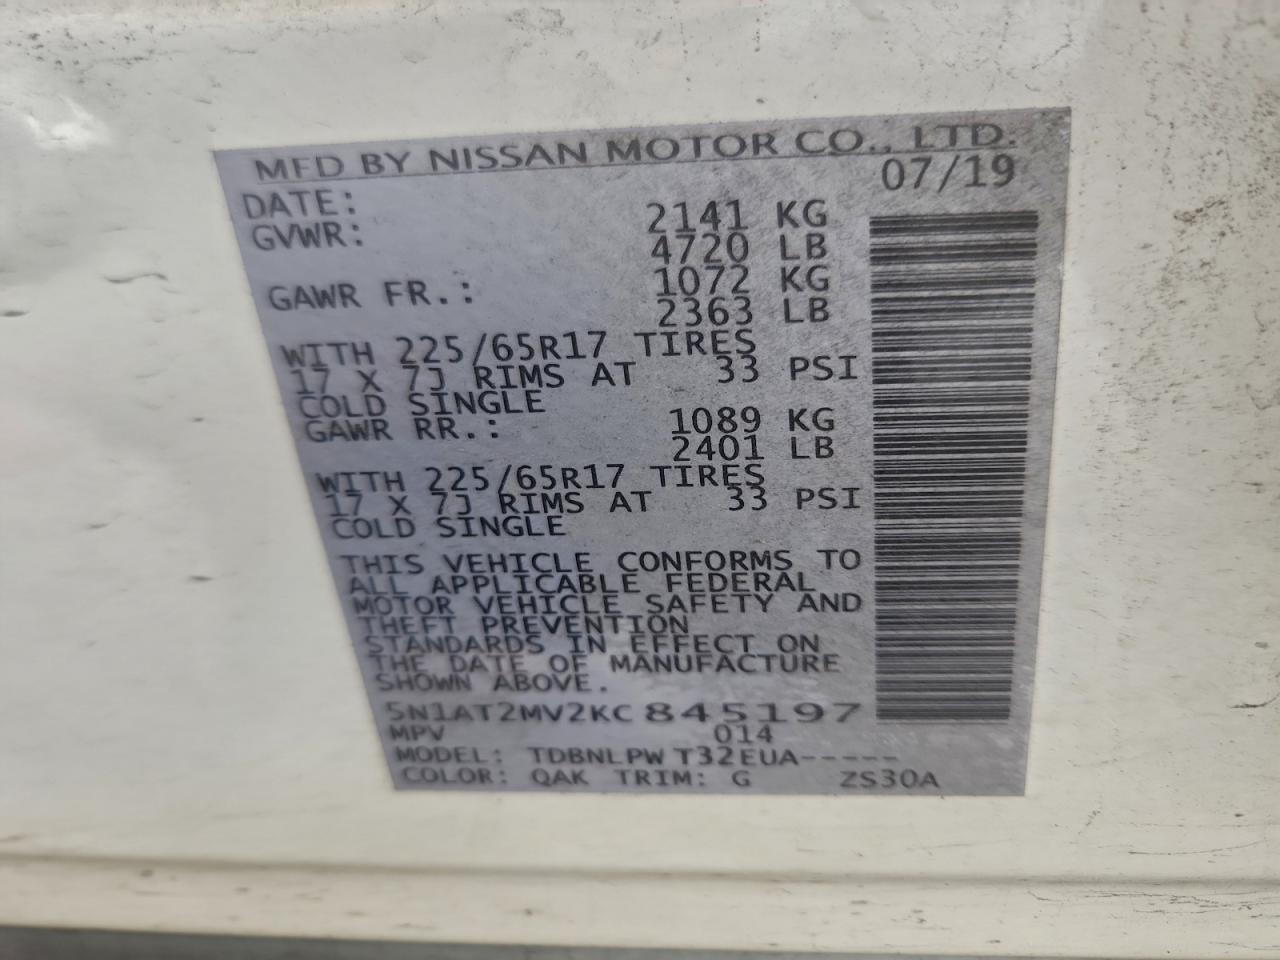 MFD BY NISSAN MOTOR CO., LTD.
DATE: 07/19
GVWR: 2141 KG
4720 LB
GAWR FR.: 1072 KG
2363 LB
WITH 225/65R17 TIRES
17 X 7J RIMS AT 33 PSI
COLD SINGLE
GAWR RR.: 1089 KG
2401 LB
WITH 225/65R17 TIRES
17 X 7J RIMS AT 33 PSI
COLD SINGLE
THIS VEHICLE CONFORMS TO
ALL APPLICABLE FEDERAL
MOTOR VEHICLE SAFETY AND
THEFT PREVENTION
STANDARDS IN EFFECT ON
THE DATE OF MANUFACTURE
SHOWN ABOVE.
5N1AT2MV2KC845197
MPV 014
MODEL: TDBNLPW T32EUA-----
COLOR: QAK TRIM: G ZS30A